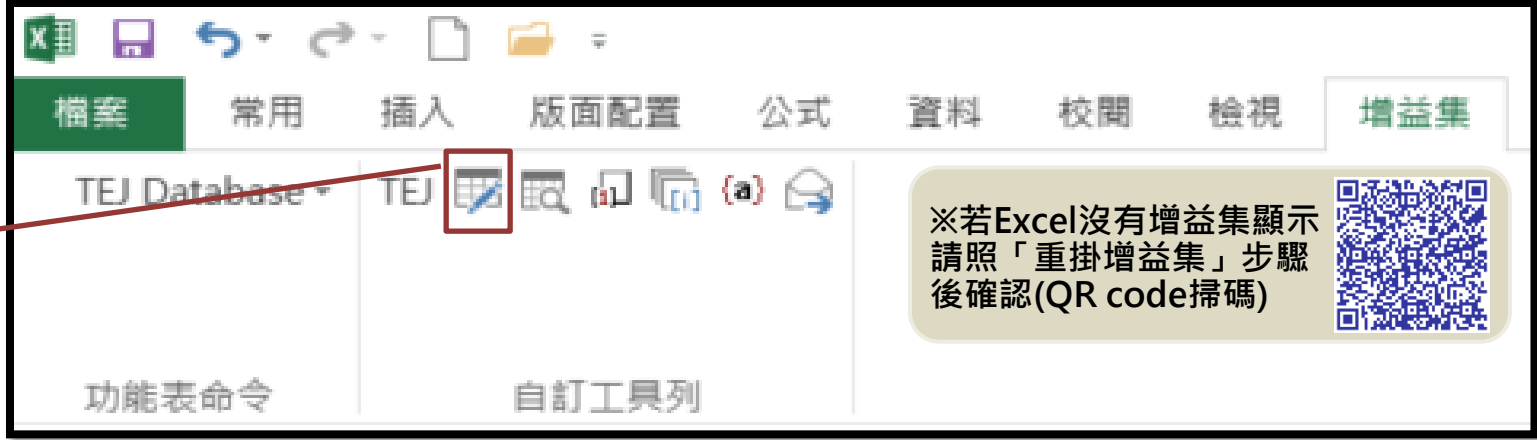 檔案 常用 插入 版面配置 公式 資料 校閱 檢視 增益集
TEJ Database TEJ {a}
※若Excel沒有增益集顯示
請照「重掛增益集」步驟
後確認(QR code掃碼)
功能表命令 自訂工具列